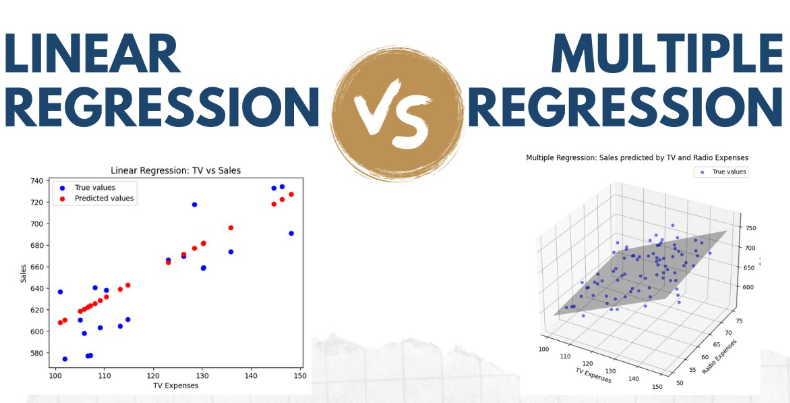 LINEAR
REGRESSION
VS
MULTIPLE
REGRESSION
Linear Regression: TV vs Sales
True values
Predicted values
740
720
700
680
660
640
620
600
580
Sales
100
110
120
130
140
150
TV Expenses
Multiple Regression: Sales predicted by TV and Radio Expenses
True values
750
700
650
600
75
70
65
60
55
50
Radio Expenses
100
110
120
130
140
150
TV Expenses